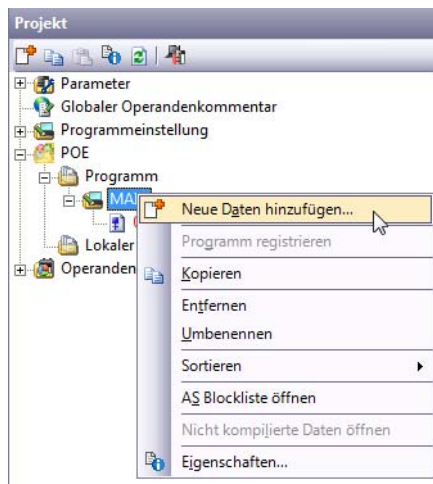 Projekt
Parameter
Globaler Operandenkommentar
Programmeinstellung
POE
Programm
Neue Daten hinzufügen...
Programm registrieren
Lokaler
Operanden
Kopieren
Entfernen
Umbenennen
Sortieren
AS Blockliste öffnen
Nicht kompilierte Daten öffnen
Eigenschaften...